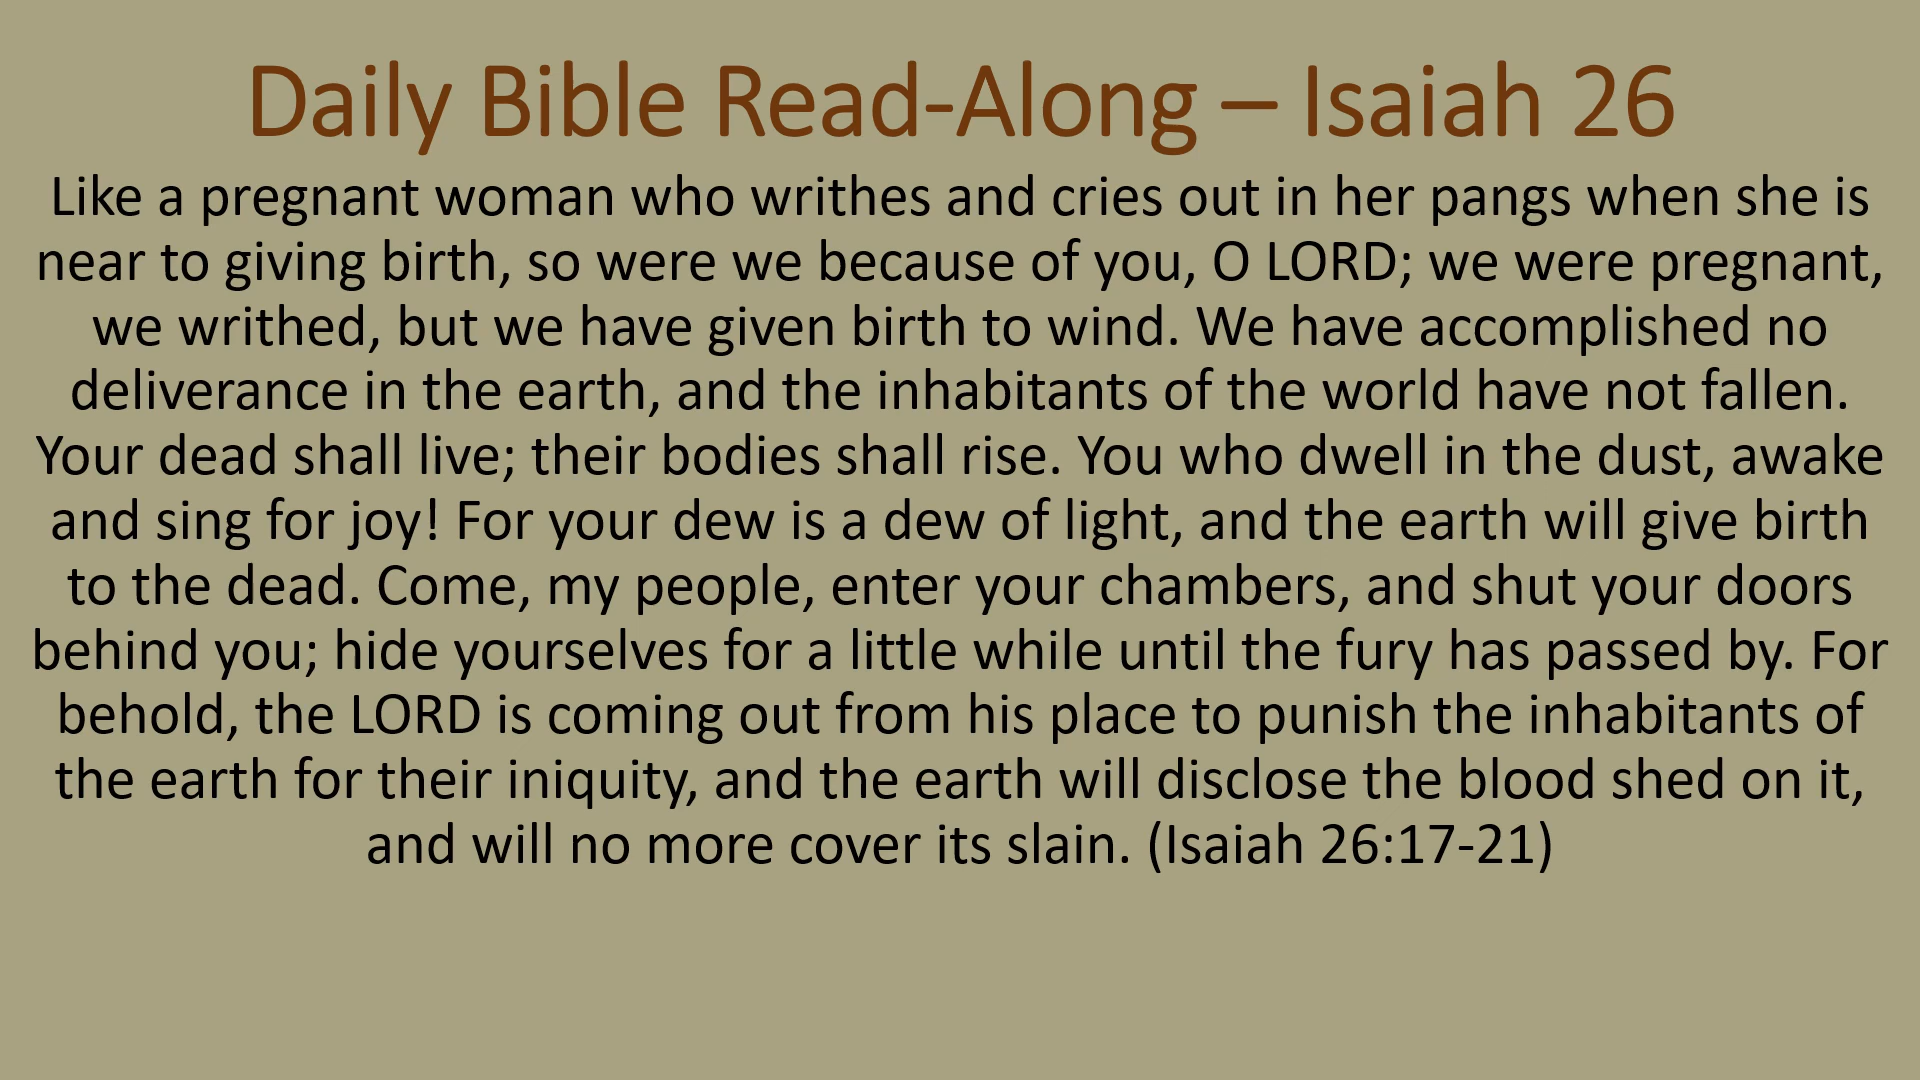 Daily Bible Read-Along – Isaiah 26
Like a pregnant woman who writhes and cries out in her pangs when she is
near to giving birth, so were we because of you, O LORD; we were pregnant,
we writhed, but we have given birth to wind. We have accomplished no
deliverance in the earth, and the inhabitants of the world have not fallen.
Your dead shall live; their bodies shall rise. You who dwell in the dust, awake
and sing for joy! For your dew is a dew of light, and the earth will give birth
to the dead. Come, my people, enter your chambers, and shut your doors
behind you; hide yourselves for a little while until the fury has passed by. For
behold, the LORD is coming out from his place to punish the inhabitants of
the earth for their iniquity, and the earth will disclose the blood shed on it,
and will no more cover its slain. (Isaiah 26:17-21)